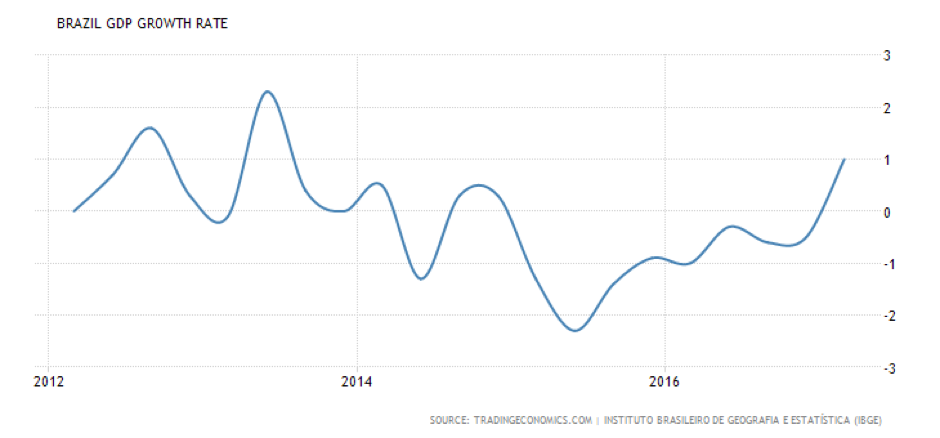 BRAZIL GDP GROWTH RATE
3
2
1
0
-1
-2
-3
2012 2014 2016
SOURCE: TRADINGECONOMICS.COM | INSTITUTO BRASILEIRO DE GEOGRAFIA E ESTATÍSTICA (IBGE)